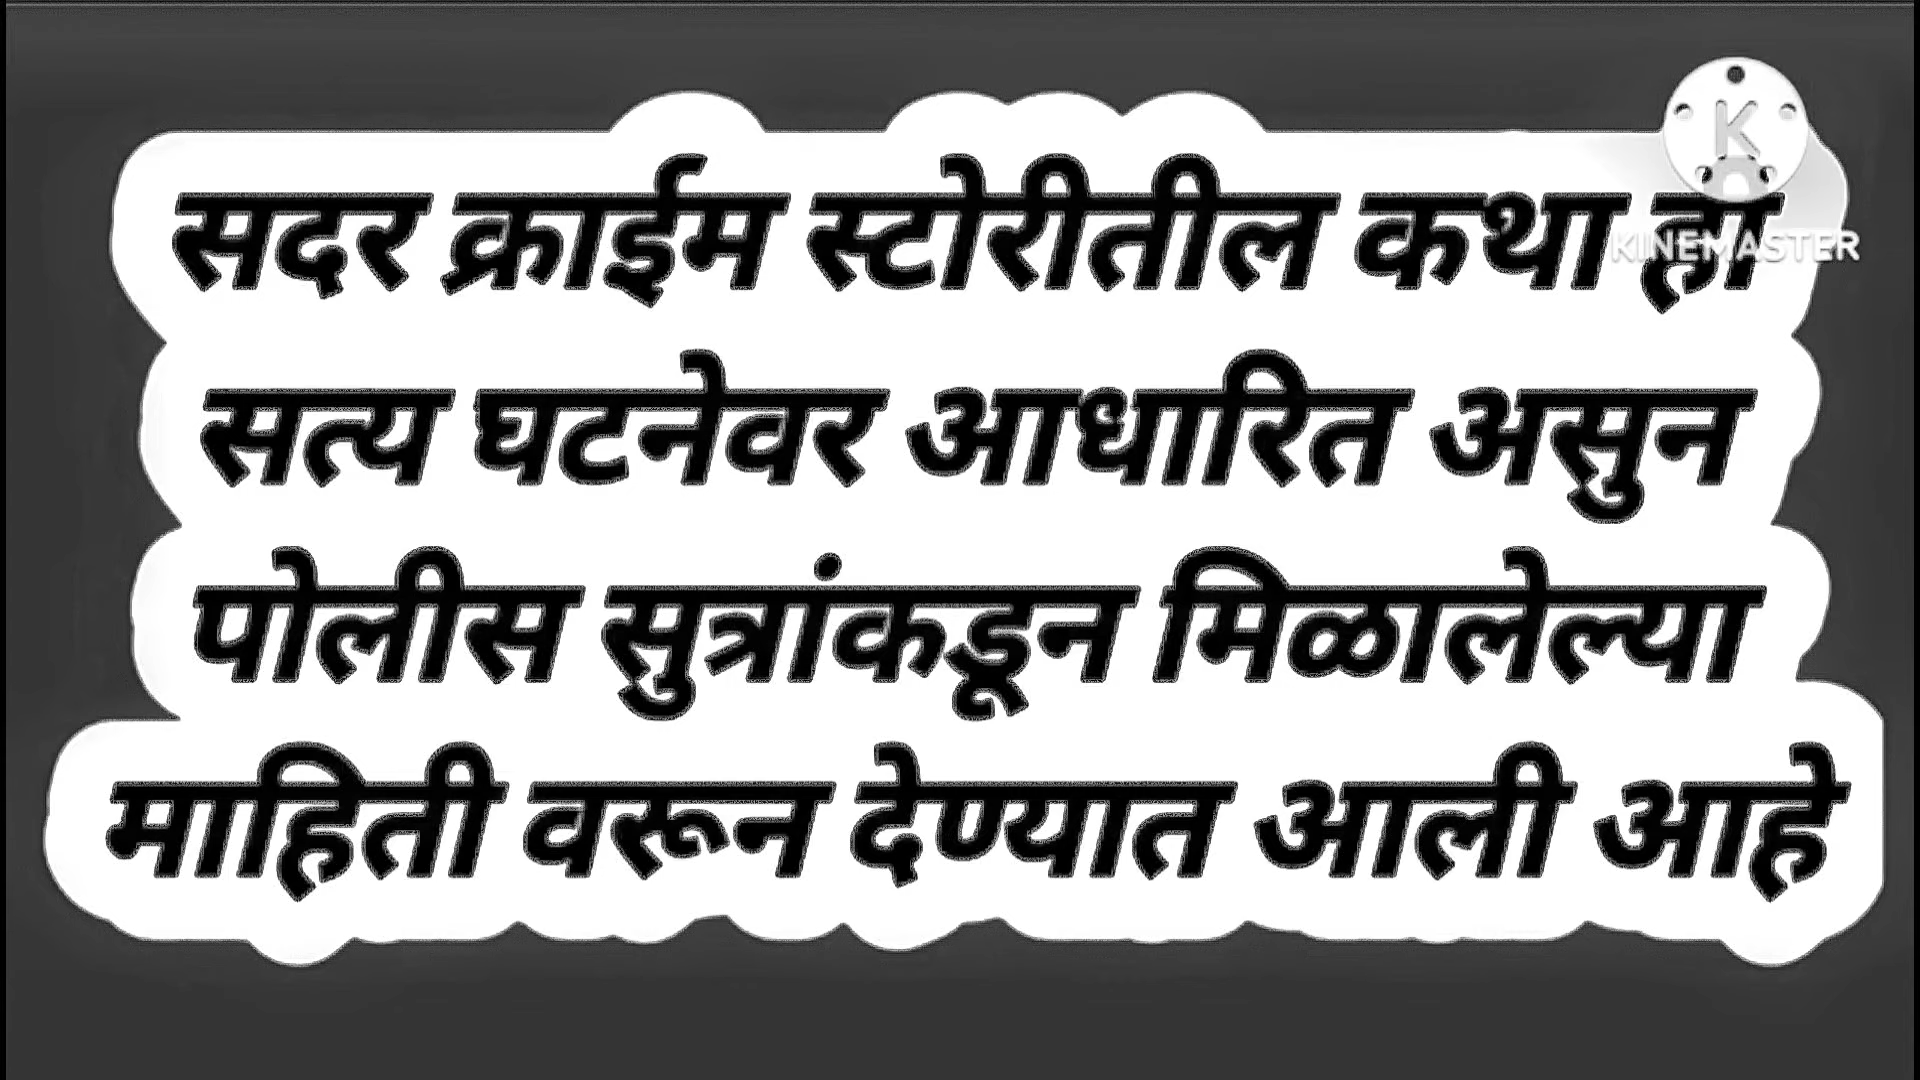 सदर क्राईम स्टोरीतील कथा हा
सत्य घटनेवर आधारित असुन
पोलीस सुत्रांकडून मिळालेल्या
माहिती वरून देण्यात आली आहे
K
KINEMASTER